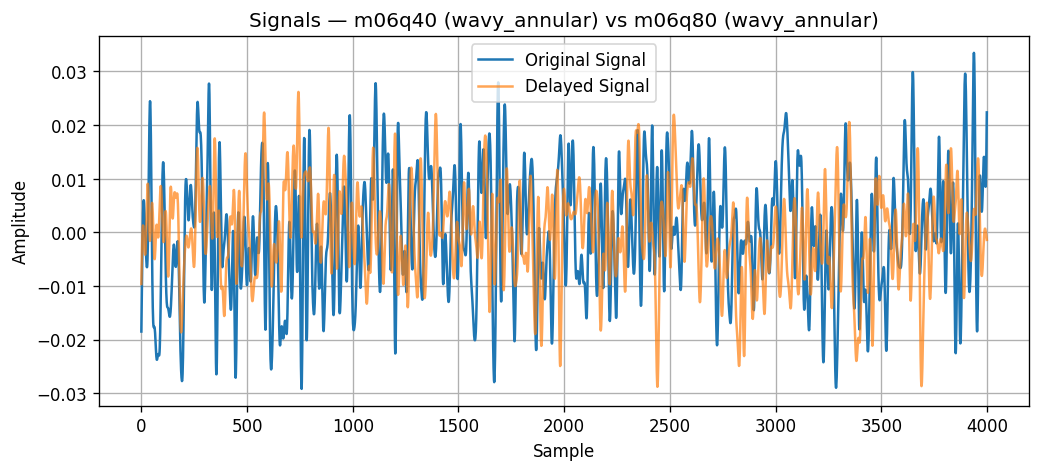 Signals — m06q40 (wavy_annular) vs m06q80 (wavy_annular)
Original Signal
Delayed Signal
Amplitude
0.03
0.02
0.01
0.00
−0.01
−0.02
−0.03
0 500 1000 1500 2000 2500 3000 3500 4000
Sample